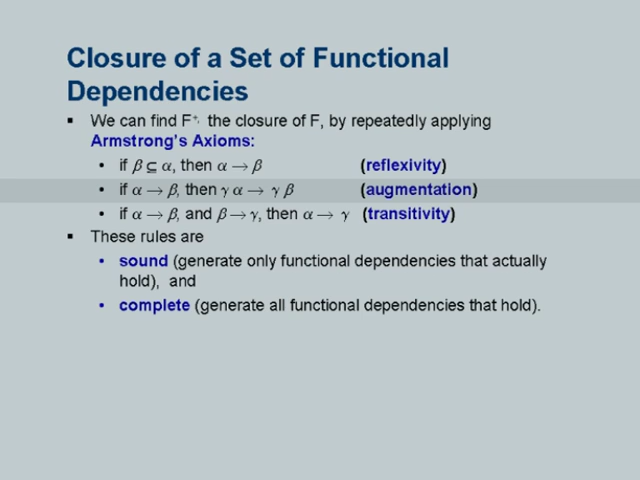 Closure of a Set of Functional
Dependencies
▪ We can find F⁺, the closure of F, by repeatedly applying
Armstrong's Axioms:
• if β ⊆ α, then α → β (reflexivity)
• if α → β, then γ α → γ β (augmentation)
• if α → β, and β → γ, then α → γ (transitivity)
▪ These rules are
• sound (generate only functional dependencies that actually
hold), and
• complete (generate all functional dependencies that hold).